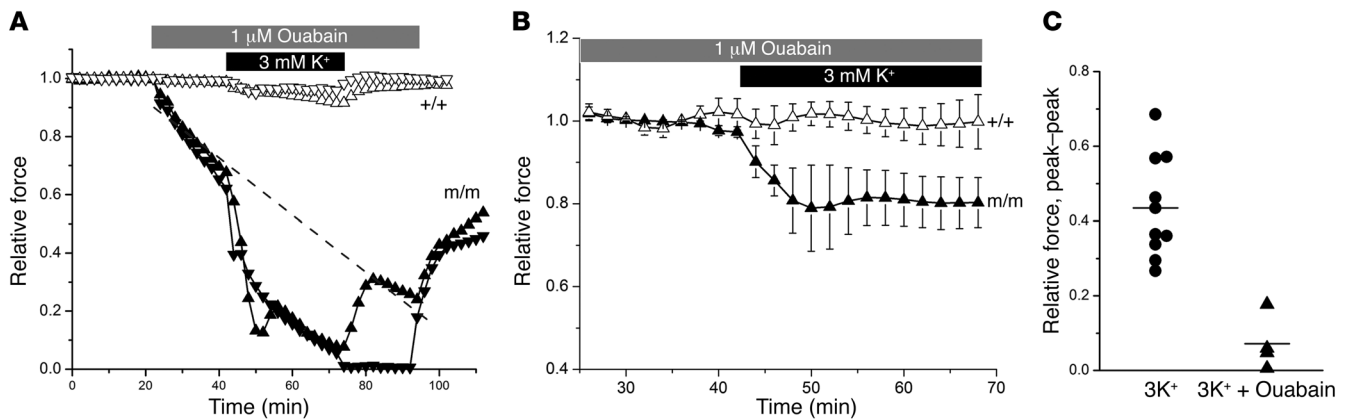 A
1 µM Ouabain
3 mM K⁺
1.0
0.8
0.6
0.4
0.2
0.0
+/+
m/m
0
20
40
60
80
100
Relative force
Time (min)
B
1 µM Ouabain
3 mM K⁺
1.2
1.0
0.8
0.6
0.4
+/+
m/m
30
40
50
60
70
Relative force
Time (min)
C
0.8
0.6
0.4
0.2
0.0
Relative force, peak–peak
3K⁺
3K⁺ + Ouabain